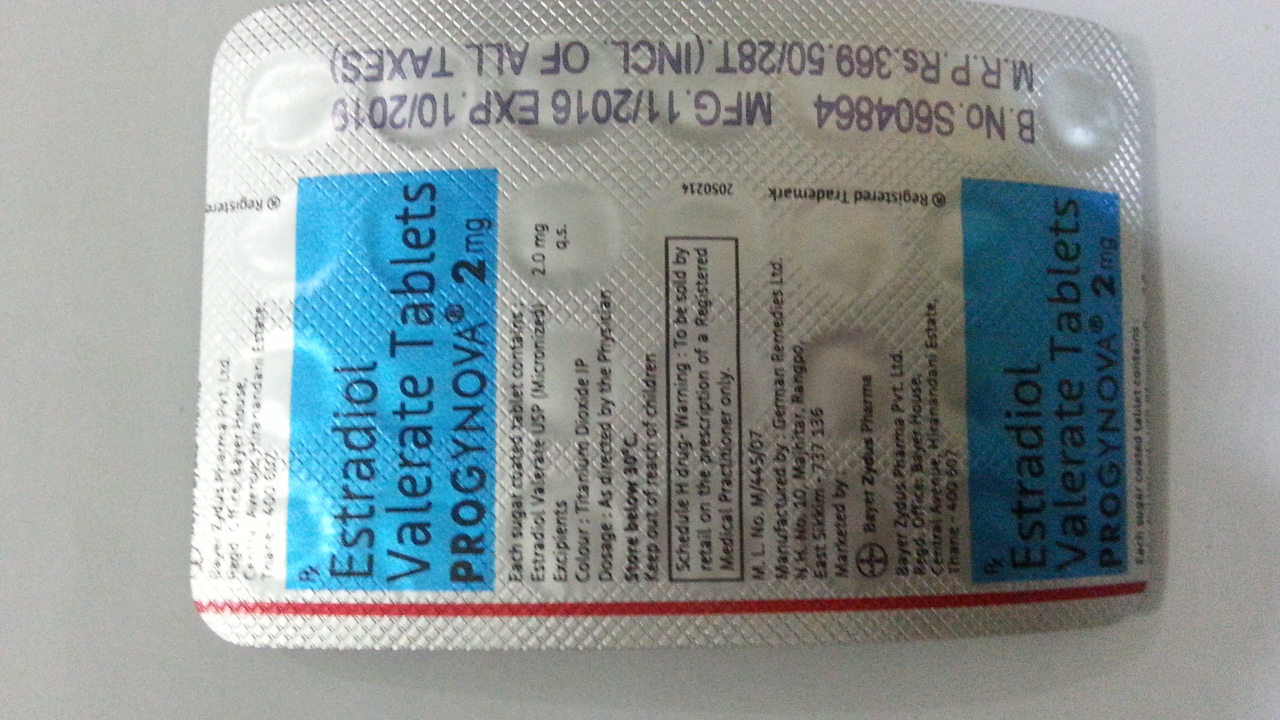 Bayer Zydus Pharma Pvt. Ltd.
Regd. Office: Bayer House,
Central Avenue, Hiranandani Estate,
Thane - 400 607
® Registere
Rx
Estradiol
Valerate Tablets
PROGYNOVA® 2mg
Each sugar coated tablet contains :
Estradiol Valerate USP (Micronized) 2.0 mg
Excipients q.s.
Colour : Titanium Dioxide IP
Dosage : As directed by the Physician
Store below 30°C.
Keep out of reach of children
Schedule H drug- Warning : To be sold by
retail on the prescription of a Registered
Medical Practitioner only.
M. L. No. M/445/07
Manufactured by : German Remedies Ltd.
N.H. No. 10, Majhitar, Rangpo,
East Sikkim - 737 136
Marketed by :
Bayer Zydus Pharma
Bayer Zydus Pharma Pvt. Ltd.
Regd. Office: Bayer House,
Central Avenue, Hiranandani Estate,
Thane - 400 607
® Registered Trademark 2050214
Rx
Estradiol
Valerate Tablets
PROGYNOVA® 2mg
Each sugar coated tablet contains :
B.No.S604864 MFG.11/2016 EXP.10/2019
M.R.P.Rs.369.50/28T.(INCL. OF ALL TAXES)